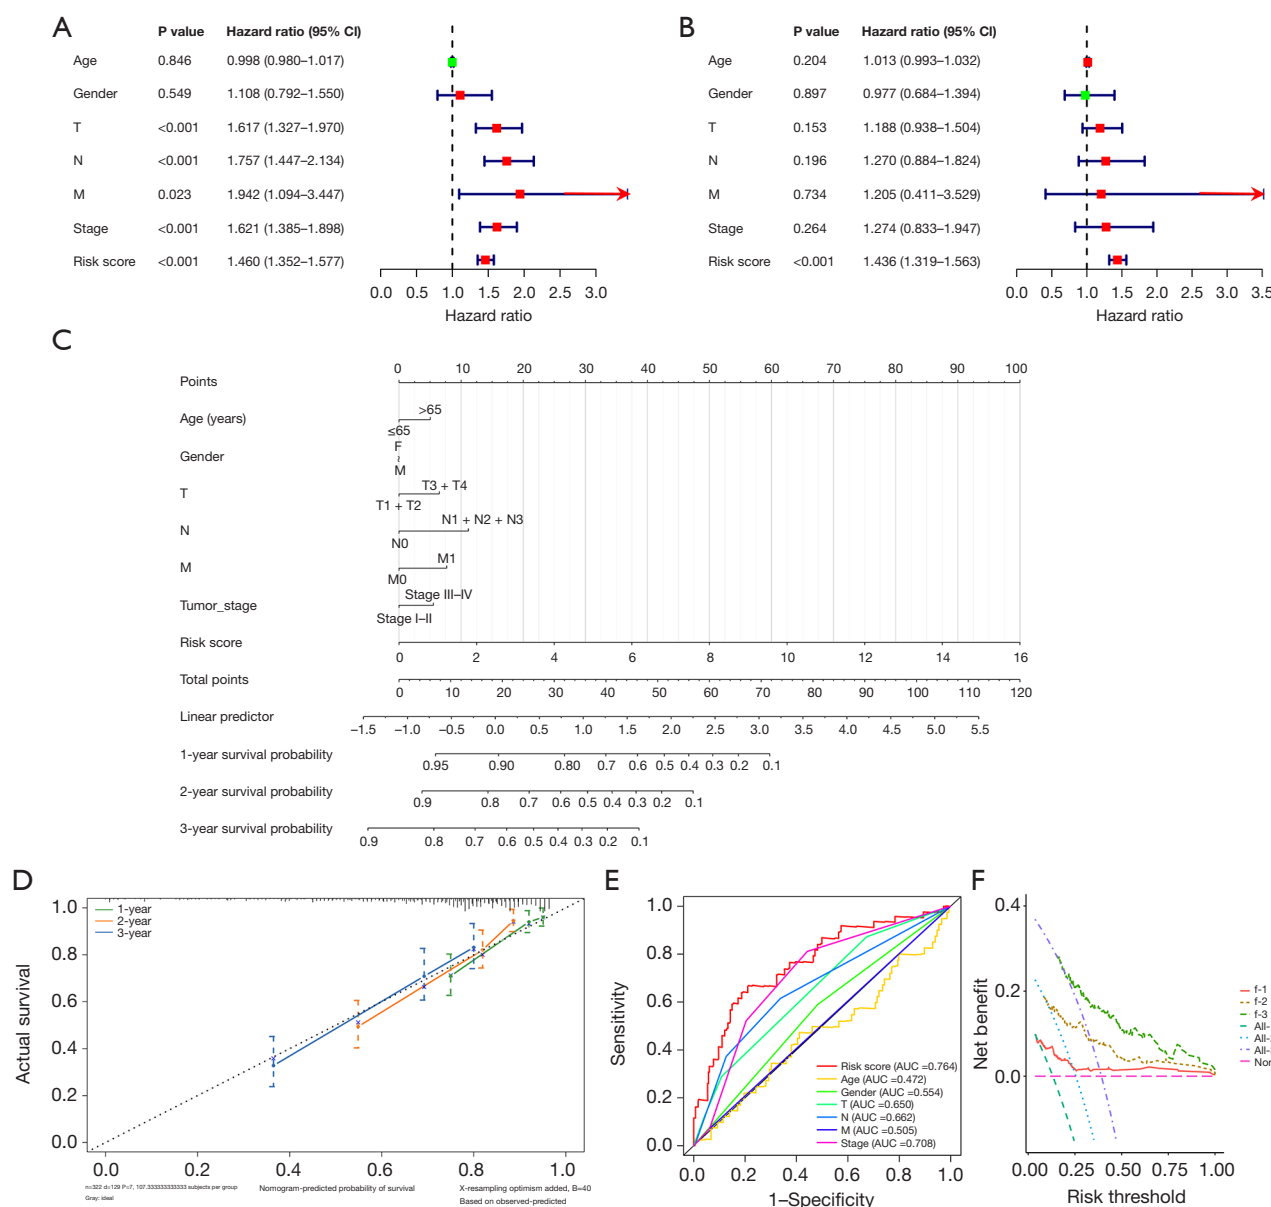 A
P value Hazard ratio (95% CI)
Age 0.846 0.998 (0.980–1.017)
Gender 0.549 1.108 (0.792–1.550)
T <0.001 1.617 (1.327–1.970)
N <0.001 1.757 (1.447–2.134)
M 0.023 1.942 (1.094–3.447)
Stage <0.001 1.621 (1.385–1.898)
Risk score <0.001 1.460 (1.352–1.577)
0.0 0.5 1.0 1.5 2.0 2.5 3.0
Hazard ratio
B
P value Hazard ratio (95% CI)
Age 0.204 1.013 (0.993–1.032)
Gender 0.897 0.977 (0.684–1.394)
T 0.153 1.188 (0.938–1.504)
N 0.196 1.270 (0.884–1.824)
M 0.734 1.205 (0.411–3.529)
Stage 0.264 1.274 (0.833–1.947)
Risk score <0.001 1.436 (1.319–1.563)
0.0 0.5 1.0 1.5 2.0 2.5 3.0 3.5
Hazard ratio
C
Points 0 10 20 30 40 50 60 70 80 90 100
Age (years) >65
≤65
Gender F
M
T T3 + T4
T1 + T2
N N1 + N2 + N3
N0
M M1
M0
Tumor_stage Stage III–IV
Stage I–II
Risk score
0 2 4 6 8 10 12 14 16
Total points
0 10 20 30 40 50 60 70 80 90 100 110 120
Linear predictor
–1.5 –1.0 –0.5 0.0 0.5 1.0 1.5 2.0 2.5 3.0 3.5 4.0 4.5 5.0 5.5
1-year survival probability
0.95 0.90 0.80 0.7 0.6 0.5 0.4 0.3 0.2 0.1
2-year survival probability
0.9 0.8 0.7 0.6 0.5 0.4 0.3 0.2 0.1
3-year survival probability
0.9 0.8 0.7 0.6 0.5 0.4 0.3 0.2 0.1
D
Actual survival
1.0
0.8
0.6
0.4
0.2
0.0
1-year
2-year
3-year
0.0 0.2 0.4 0.6 0.8 1.0
n=322 d=129 P=7, 107.333333333333 subjects per group
Gray: ideal
Nomogram-predicted probability of survival
X-resampling optimism added, B=40
Based on observed-predicted
E
Sensitivity
1.0
0.8
0.6
0.4
0.2
0.0
Risk score (AUC =0.764)
Age (AUC =0.472)
Gender (AUC =0.554)
T (AUC =0.650)
N (AUC =0.662)
M (AUC =0.505)
Stage (AUC =0.708)
0.0 0.2 0.4 0.6 0.8 1.0
1–Specificity
F
Net benefit
0.4
0.2
0.0
f-1
f-2
f-3
All-
All-
All-
Non
0.00 0.25 0.50 0.75 1.00
Risk threshold